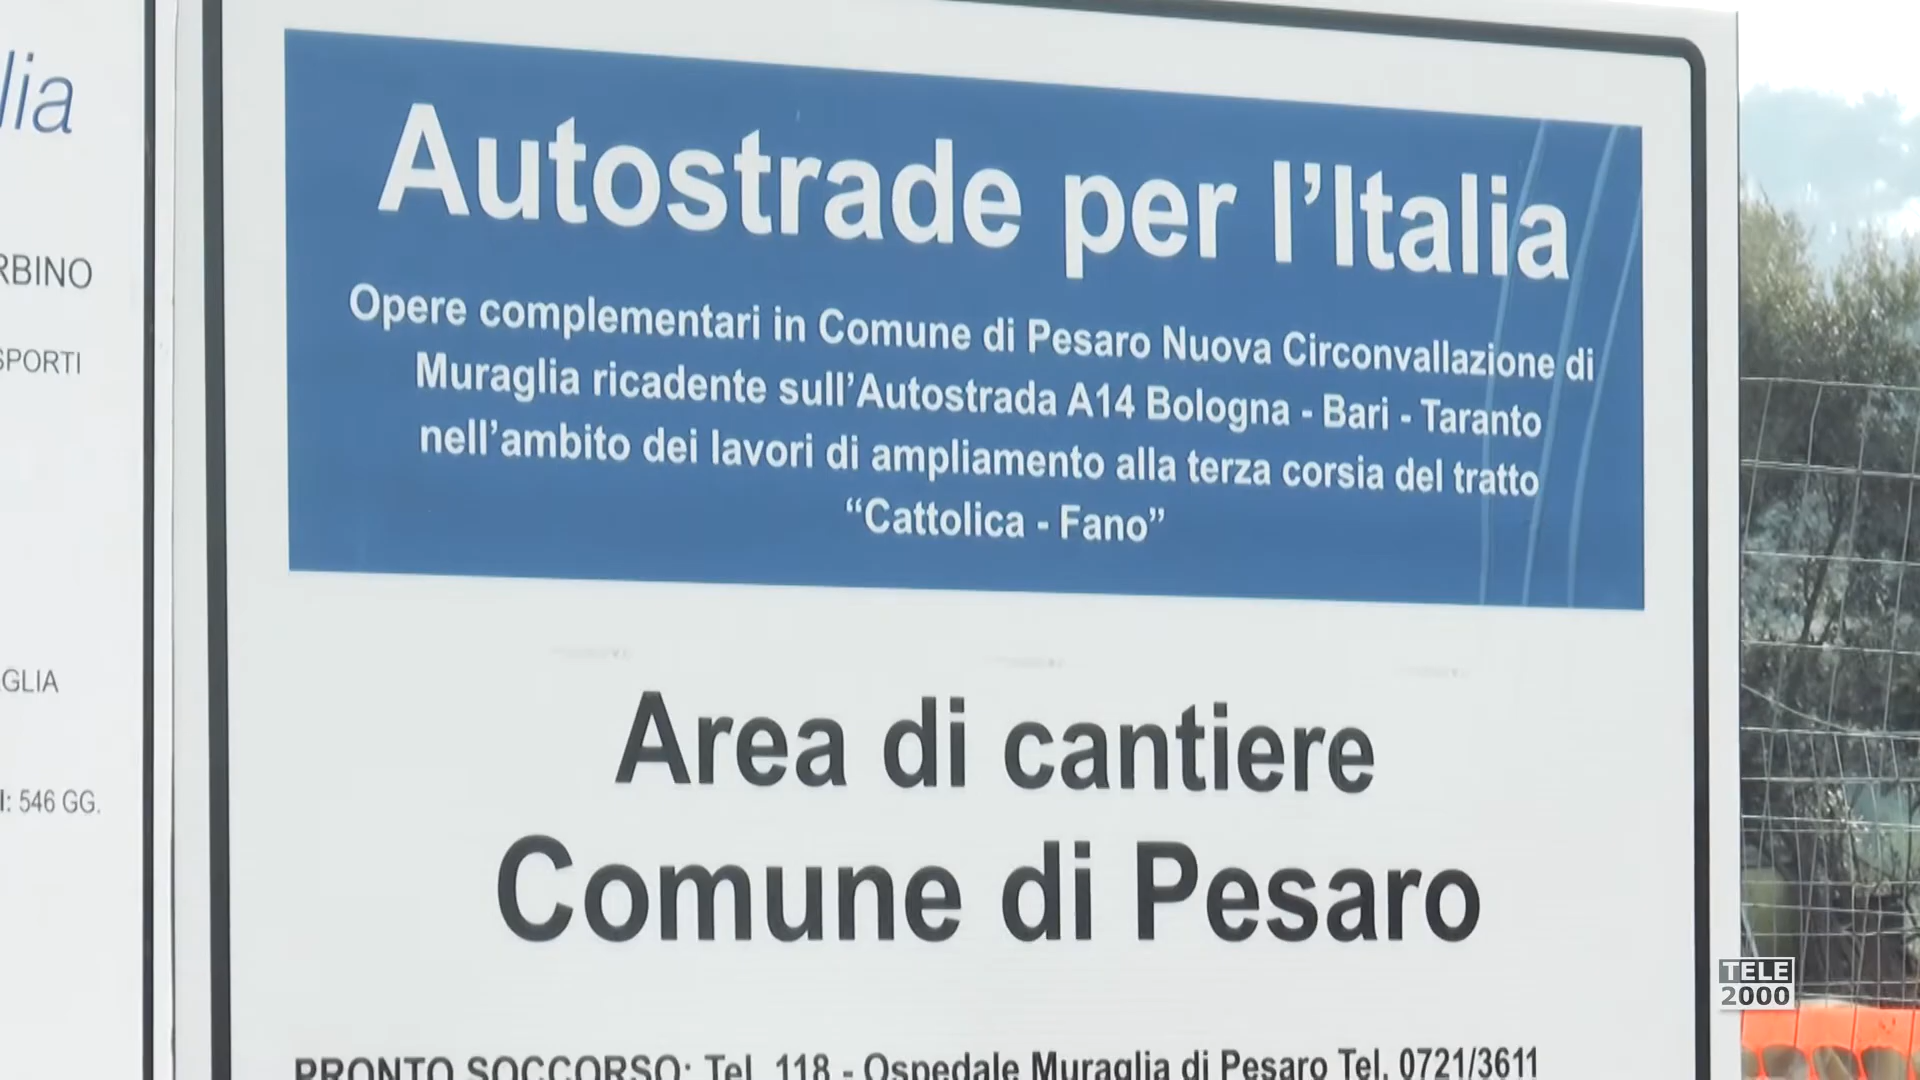 lia
RBINO
SPORTI
GLIA
I: 546 GG.
Autostrade per l'Italia
Opere complementari in Comune di Pesaro Nuova Circonvallazione di
Muraglia ricadente sull'Autostrada A14 Bologna - Bari - Taranto
nell'ambito dei lavori di ampliamento alla terza corsia del tratto
“Cattolica - Fano”
Area di cantiere
Comune di Pesaro
PRONTO SOCCORSO: Tel. 118 - Ospedale Muraglia di Pesaro Tel. 0721/3611
TELE
2000